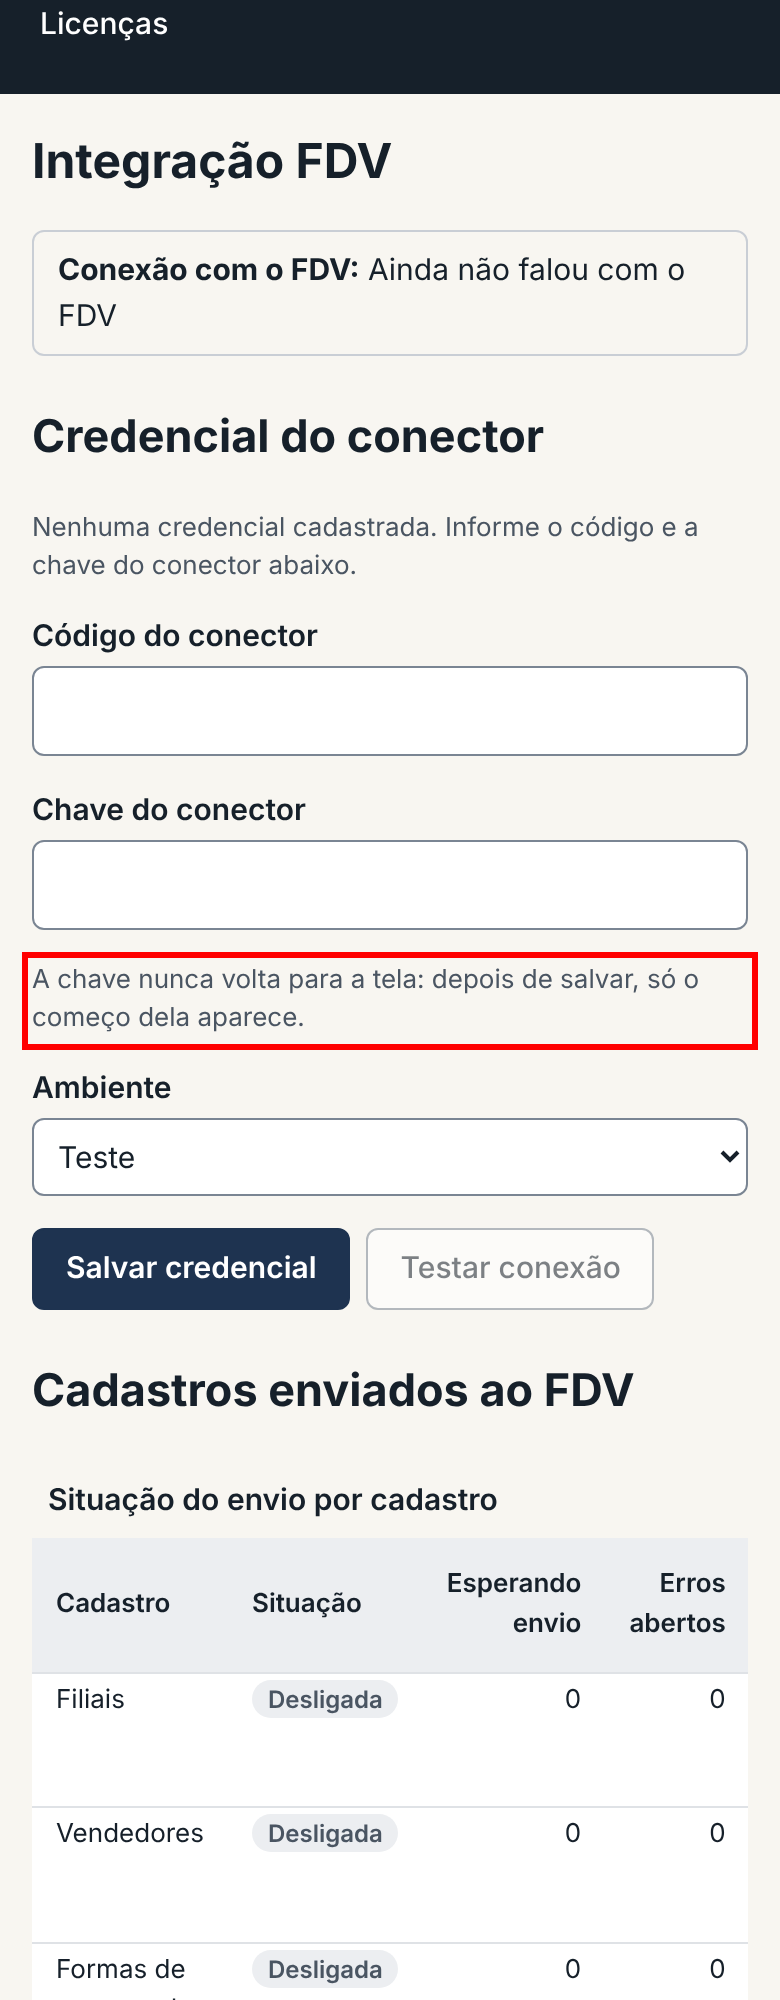 Licenças
Integração FDV
Conexão com o FDV: Ainda não falou com o
FDV
Credencial do conector
Nenhuma credencial cadastrada. Informe o código e a
chave do conector abaixo.
Código do conector
Chave do conector
A chave nunca volta para a tela: depois de salvar, só o
começo dela aparece.
Ambiente
Teste
Salvar credencial Testar conexão
Cadastros enviados ao FDV
Situação do envio por cadastro
Cadastro Situação Esperando envio Erros abertos
Filiais Desligada 0 0
Vendedores Desligada 0 0
Formas de Desligada 0 0